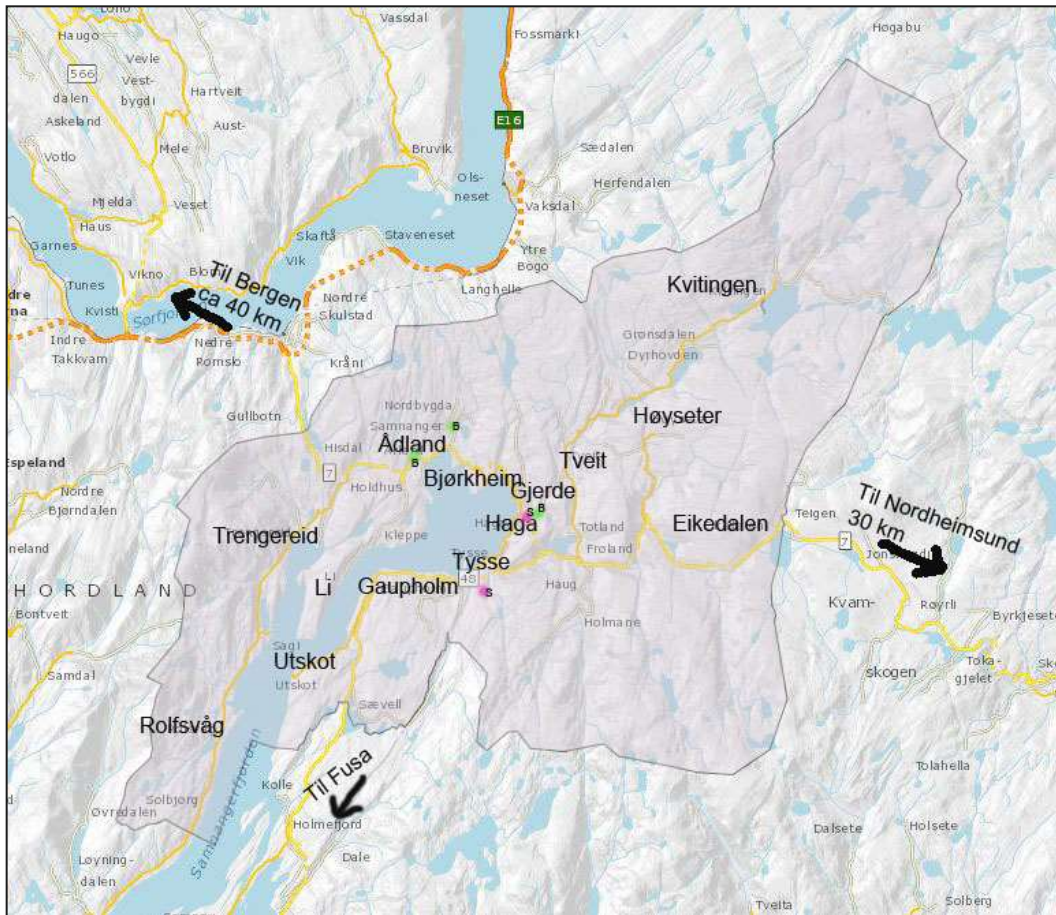 Haugo
Vevle
Vassdal
Fossmarki
Høgabu
566
Vest-
bygdi
Hartveit
dalen
Askeland
Aust-
E16
Votlo
Mele
Bruvik
Sædalen
Ols-
neset
Herfendalen
Mjelda
Veset
Vaksdal
Haus
Garnes
Skaftå
Staveneset
Vik
Ytre
Bogo
Vikno
Til Bergen
ca 40 km
Langhelle
Tunes
Kvisti
Nordre
Skulstad
Kvitingen
Indre
Takkvam
Nedre
Romslo
Grønsdalen
Dyrhovden
Kråni
Gullbotn
Nordbygda
Samnanger
Høyseter
Hisdal
Ådland
B
B
7
Espeland
Holdhus
Bjørkheim
Tveit
Nordre
Bjørndalen
Gjerde
S
B
Haga
Til Nordheimsund
30 km
Teigen
7
Trengereid
Kleppe
Totland
Eikedalen
Frøland
Tysse
HORDLAND
Li
Gaupholm
48
S
Haug
Kvam-
skogen
Røyrli
Byrkjeset
Bontveit
Holmane
Sagi
Toka-
gjelet
Utskot
Utskot
Samdal
Sævell
Rolfsvåg
Samnangerfjorden
Til Fusa
Kolle
Tolahella
Solbjørg
Øvredalen
Holmefjord
Dalsete
Holsete
Løyning-
dalen
Dale
Tveita
Solberg